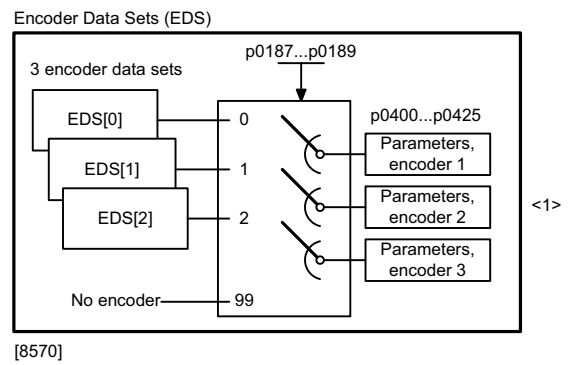 Encoder Data Sets (EDS)
p0187...p0189
3 encoder data sets
p0400...p0425
EDS[0]
0
Parameters,
encoder 1
EDS[1]
1
Parameters,
encoder 2
<1>
EDS[2]
2
Parameters,
encoder 3
No encoder
99
[8570]